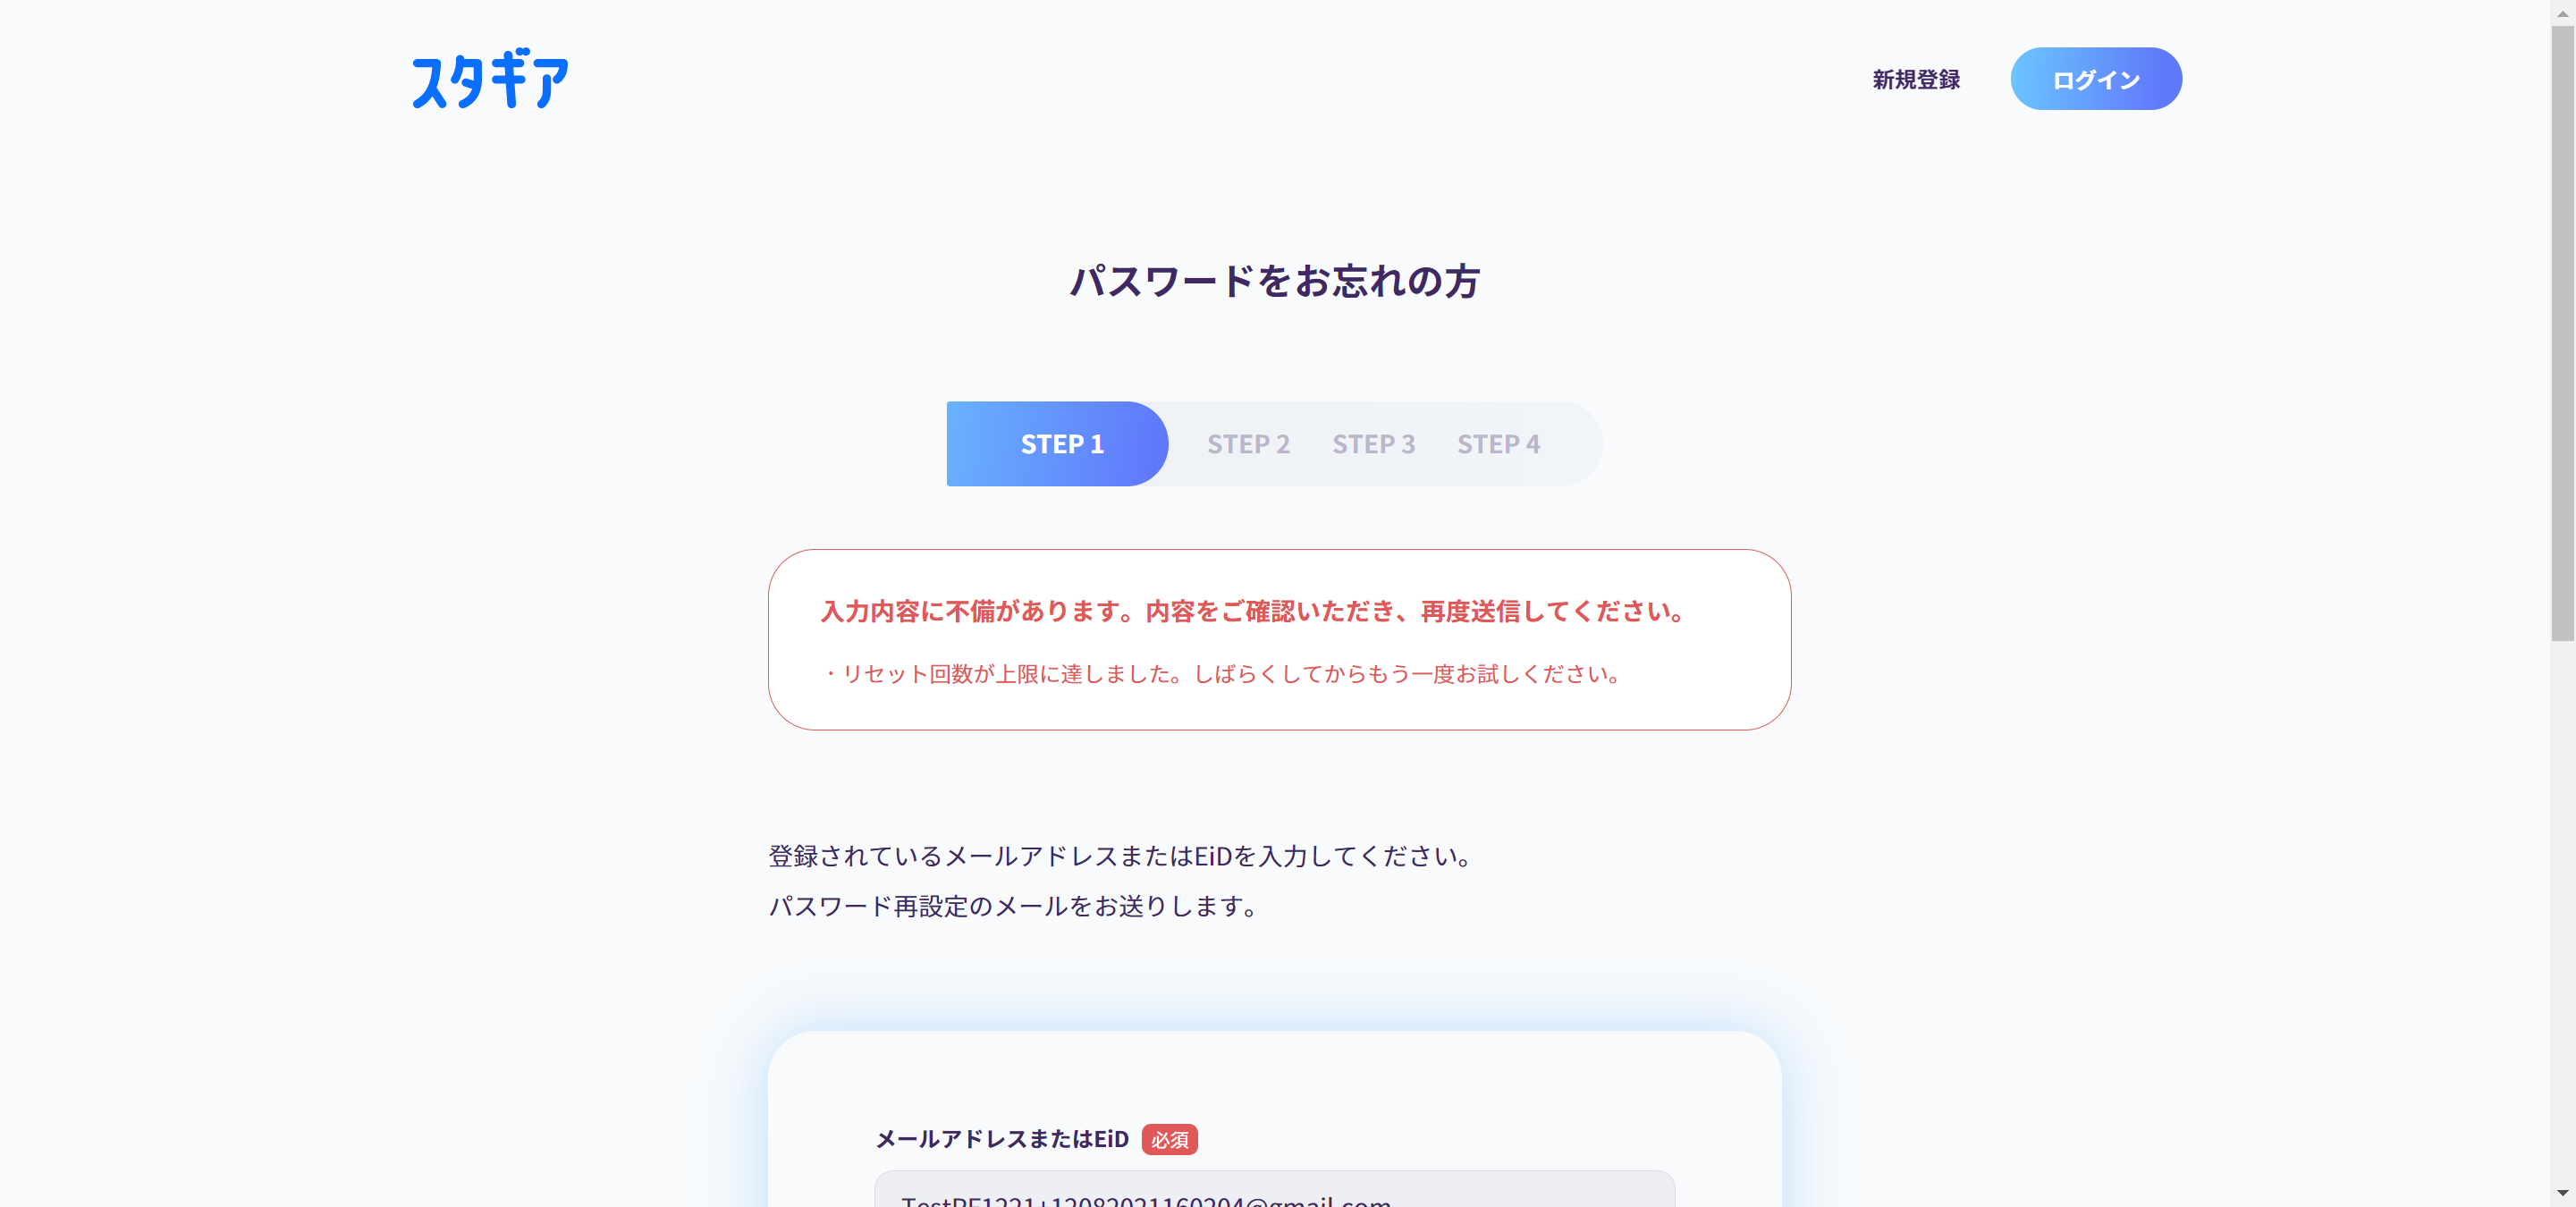 スタギア
新規登録
ログイン
パスワードをお忘れの方
STEP 1 STEP 2 STEP 3 STEP 4
入力内容に不備があります。内容をご確認いただき、再度送信してください。
・リセット回数が上限に達しました。しばらくしてからもう一度お試しください。
登録されているメールアドレスまたはEiDを入力してください。
パスワード再設定のメールをお送りします。
メールアドレスまたはEiD 必須
TestPF1221+12082021160204@gmail.com